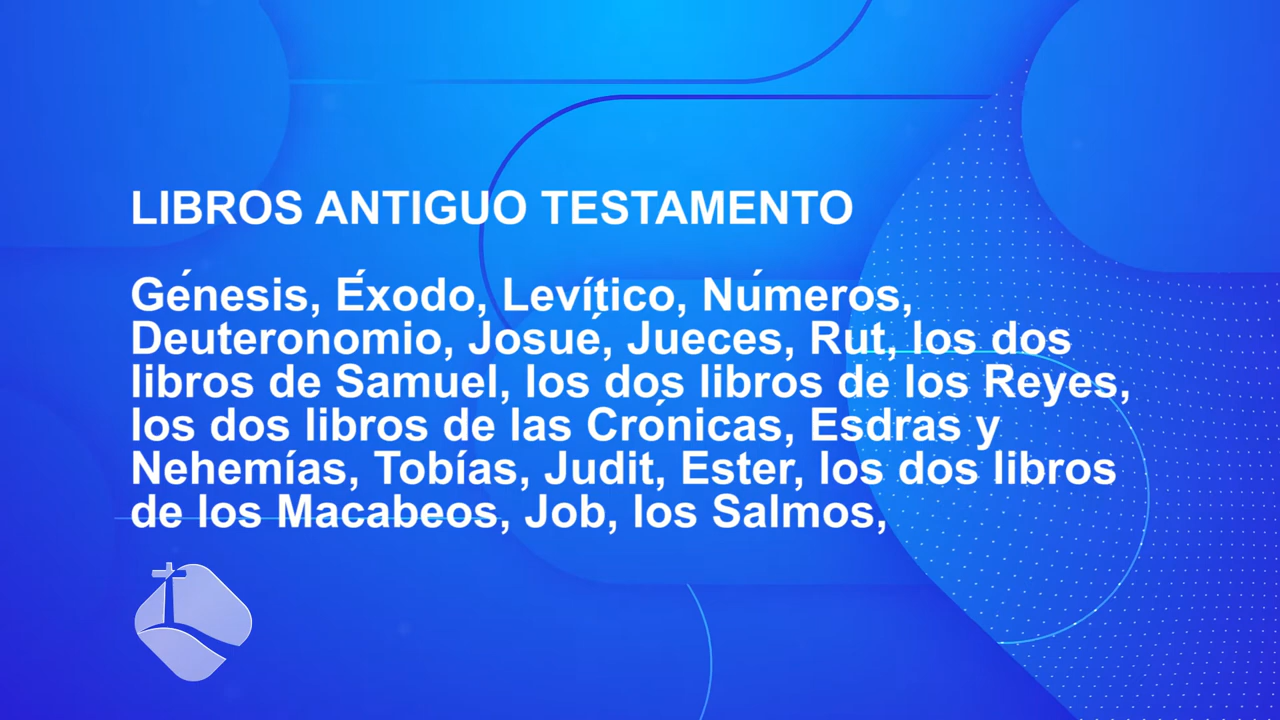 LIBROS ANTIGUO TESTAMENTO
Génesis, Éxodo, Levítico, Números,
Deuteronomio, Josué, Jueces, Rut, los dos
libros de Samuel, los dos libros de los Reyes,
los dos libros de las Crónicas, Esdras y
Nehemías, Tobías, Judit, Ester, los dos libros
de los Macabeos, Job, los Salmos,